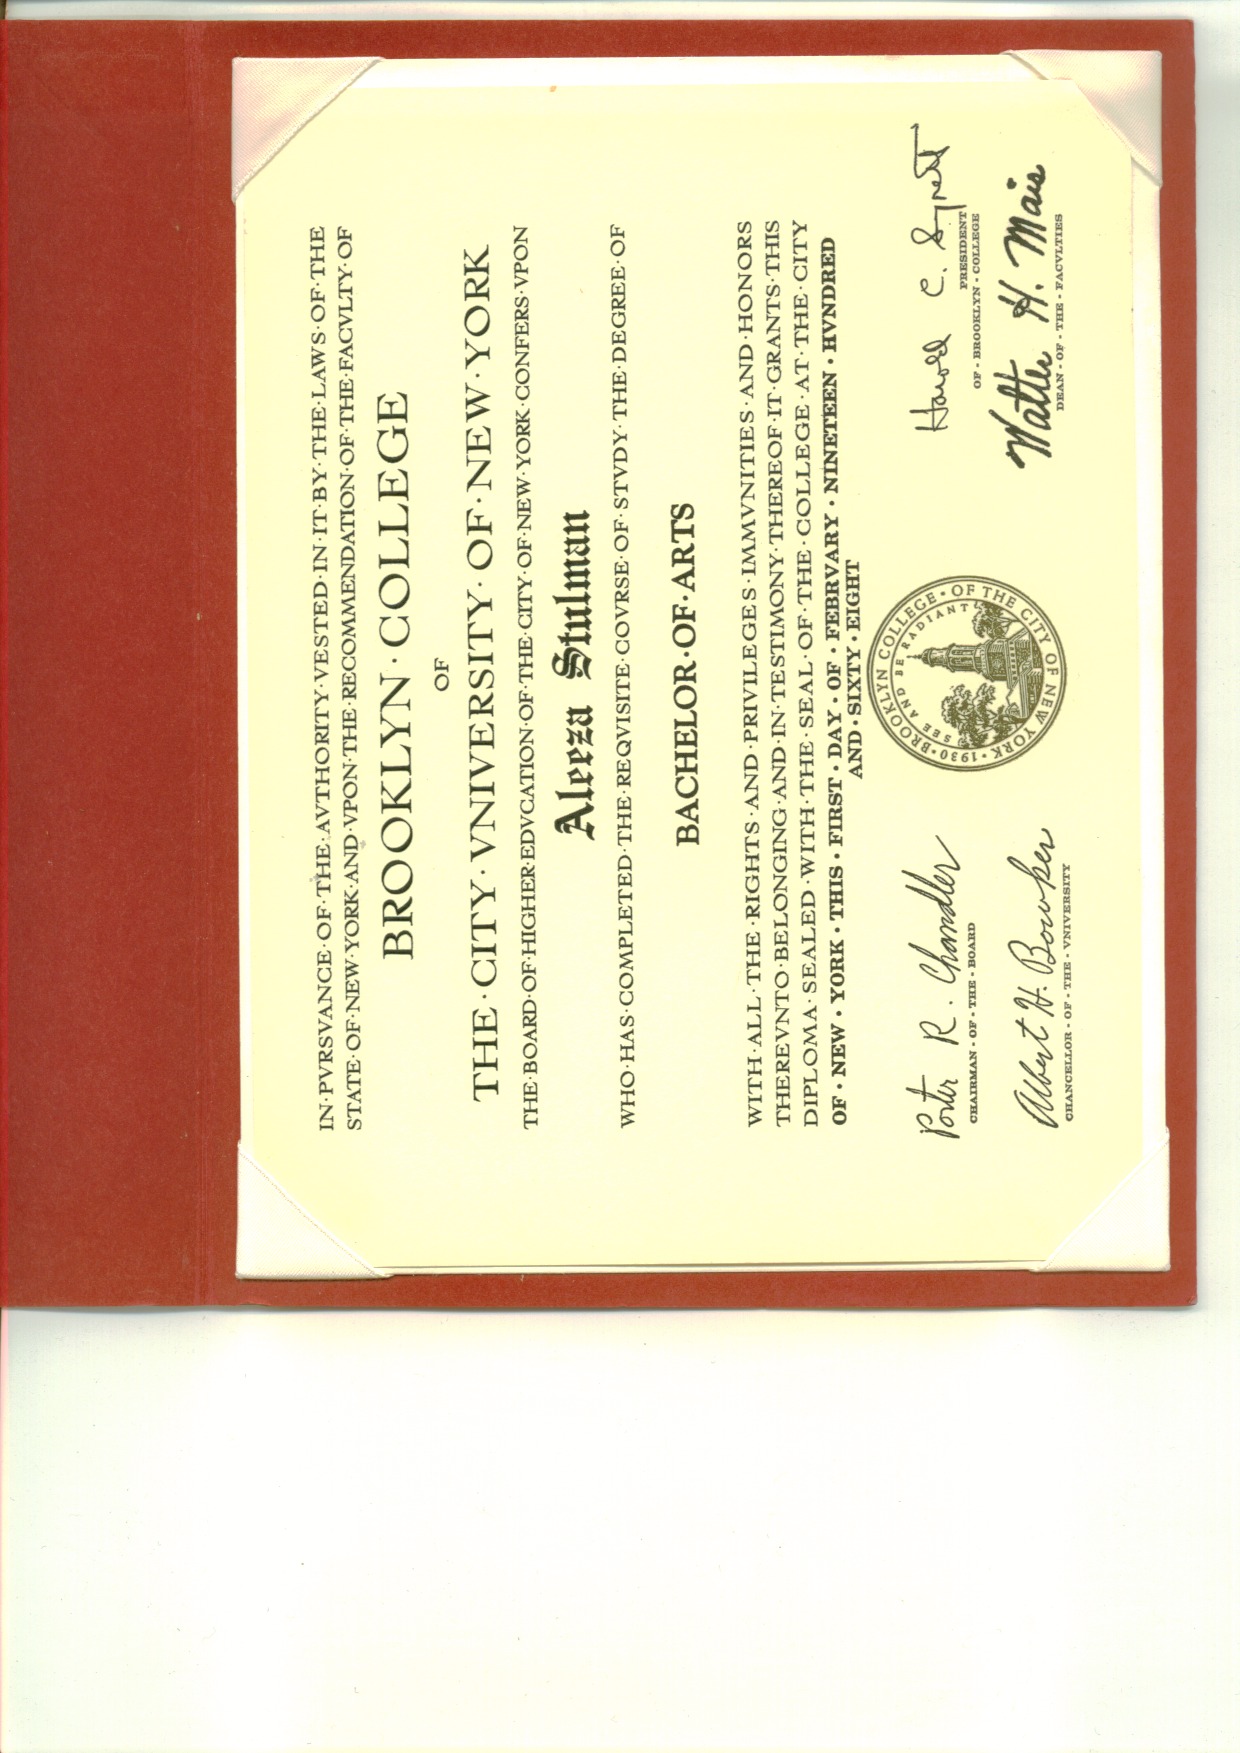 IN·PVRSVANCE·OF·THE·AVTHORITY·VESTED·IN·IT·BY·THE·LAWS·OF·THE
STATE·OF·NEW·YORK·AND·VPON·THE·RECOMMENDATION·OF·THE·FACVLTY·OF
BROOKLYN·COLLEGE
OF
THE·CITY·VNIVERSITY·OF·NEW·YORK
THE·BOARD·OF·HIGHER·EDVCATION·OF·THE·CITY·OF·NEW·YORK·CONFERS·VPON
Aleeza Stulman
WHO·HAS·COMPLETED·THE·REQVISITE·COVRSE·OF·STVDY·THE·DEGREE·OF
BACHELOR·OF·ARTS
WITH·ALL·THE·RIGHTS·AND·PRIVILEGES·IMMVNITIES·AND·HONORS
THEREVNTO·BELONGING·AND·IN·TESTIMONY·THEREOF·IT·GRANTS·THIS
DIPLOMA·SEALED·WITH·THE·SEAL·OF·THE·COLLEGE·AT·THE·CITY
OF·NEW·YORK·THIS·FIRST·DAY·OF·FEBRVARY·NINETEEN·HVNDRED
AND·SIXTY·EIGHT
Porter R. Chandler
CHAIRMAN·OF·THE·BOARD
Albert H. Bowker
CHANCELLOR·OF·THE·VNIVERSITY
BROOKLYN COLLEGE·OF THE CITY OF NEW YORK·1930·
SEE AND BE RADIANT
Harold C. Syrett
PRESIDENT
OF·BROOKLYN·COLLEGE
Walter H. Mais
DEAN·OF·THE·FACVLTIES